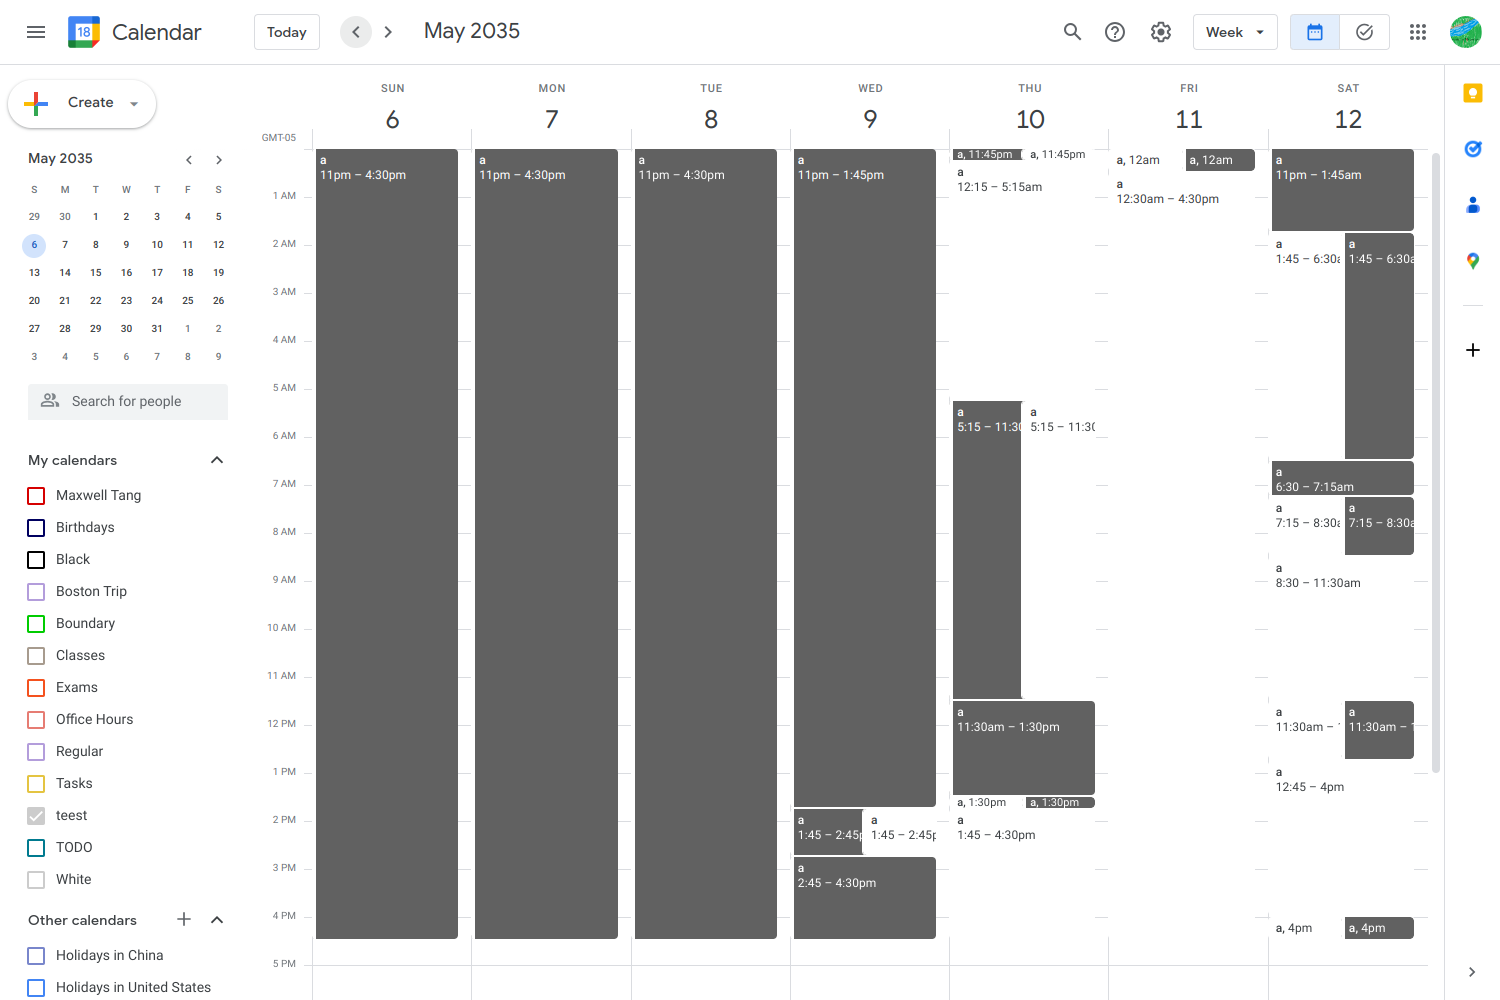 18 Calendar Today May 2035 Week
Create
SUN MON TUE WED THU FRI SAT
6 7 8 9 10 11 12
GMT-05
May 2035
S M T W T F S
29 30 1 2 3 4 5
6 7 8 9 10 11 12
13 14 15 16 17 18 19
20 21 22 23 24 25 26
27 28 29 30 31 1 2
3 4 5 6 7 8 9
Search for people
My calendars
Maxwell Tang
Birthdays
Black
Boston Trip
Boundary
Classes
Exams
Office Hours
Regular
Tasks
teest
TODO
White
Other calendars
Holidays in China
Holidays in United States
1 AM
2 AM
3 AM
4 AM
5 AM
6 AM
7 AM
8 AM
9 AM
10 AM
11 AM
12 PM
1 PM
2 PM
3 PM
4 PM
5 PM
a
11pm – 4:30pm
a
11pm – 4:30pm
a
11pm – 4:30pm
a
11pm – 1:45pm
a
1:45 – 2:45p
a
1:45 – 2:45p
a
2:45 – 4:30pm
a, 11:45pm
a, 11:45pm
a
12:15 – 5:15am
a
5:15 – 11:30
a
5:15 – 11:30
a
11:30am – 1:30pm
a, 1:30pm
a, 1:30pm
a
1:45 – 4:30pm
a, 12am
a, 12am
a
12:30am – 4:30pm
a
11pm – 1:45am
a
1:45 – 6:30a
a
1:45 – 6:30a
a
6:30 – 7:15am
a
7:15 – 8:30a
a
7:15 – 8:30a
a
8:30 – 11:30am
a
11:30am –
a
11:30am – 1
a
12:45 – 4pm
a, 4pm
a, 4pm